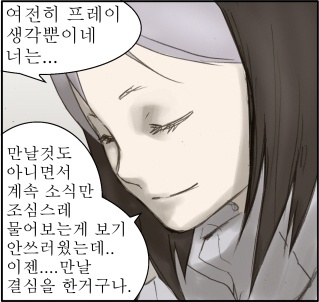 여전히 프레이
생각뿐이네
너는...
만날것도
아니면서
계속 소식만
조심스레
물어보는게 보기
안쓰러웠는데..
이젠....만날
결심을 한거구나.